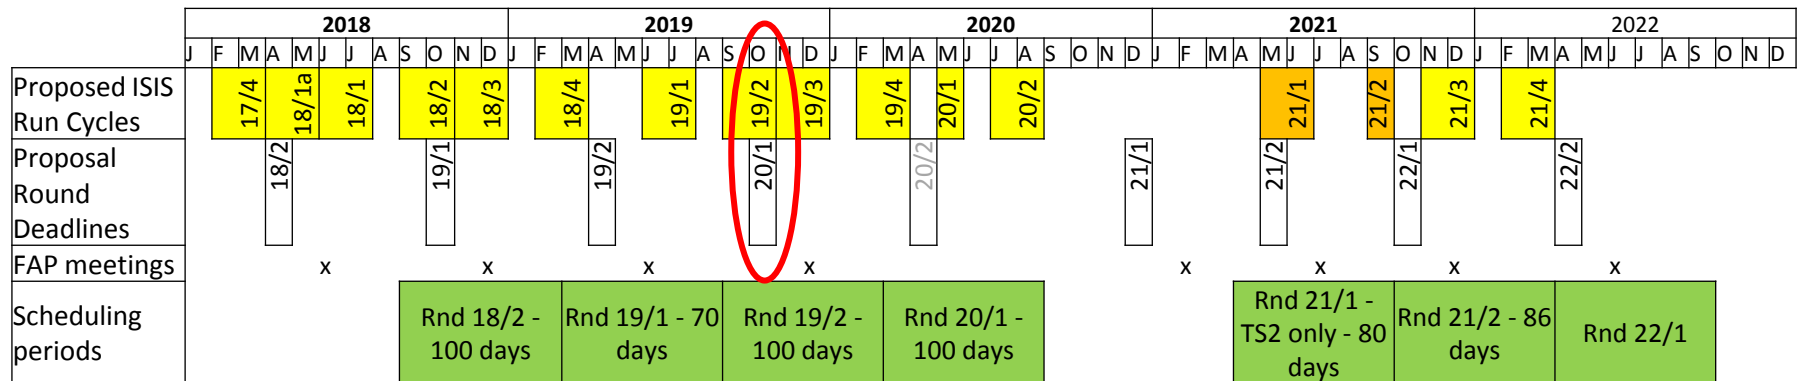 2018 2019 2020 2021 2022
J F M A M J J A S O N D J F M A M J J A S O N D J F M A M J J A S O N D J F M A M J J A S O N D J F M A M J J A S O N D
Proposed ISIS
Run Cycles
17/4 18/1a 18/1 18/2 18/3 18/4 19/1 19/2 19/3 19/4 20/1 20/2 21/1 21/2 21/3 21/4
Proposal
Round
Deadlines
18/2 19/1 19/2 20/1 20/2 21/1 21/2 22/1 22/2
FAP meetings x x x x x x x x
Scheduling
periods
Rnd 18/2 -
100 days
Rnd 19/1 - 70
days
Rnd 19/2 -
100 days
Rnd 20/1 -
100 days
Rnd 21/1 -
TS2 only - 80
days
Rnd 21/2 - 86
days
Rnd 22/1